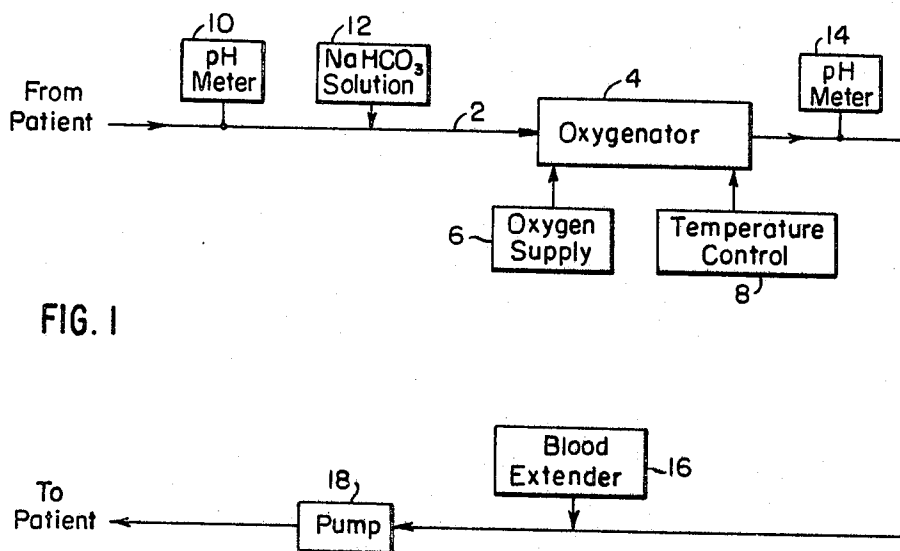 10
pH
Meter
12
NaHCO₃
Solution
14
pH
Meter
From
Patient
2
4
Oxygenator
6
Oxygen
Supply
Temperature
Control
8
FIG. 1
Blood
Extender
16
To
Patient
18
Pump